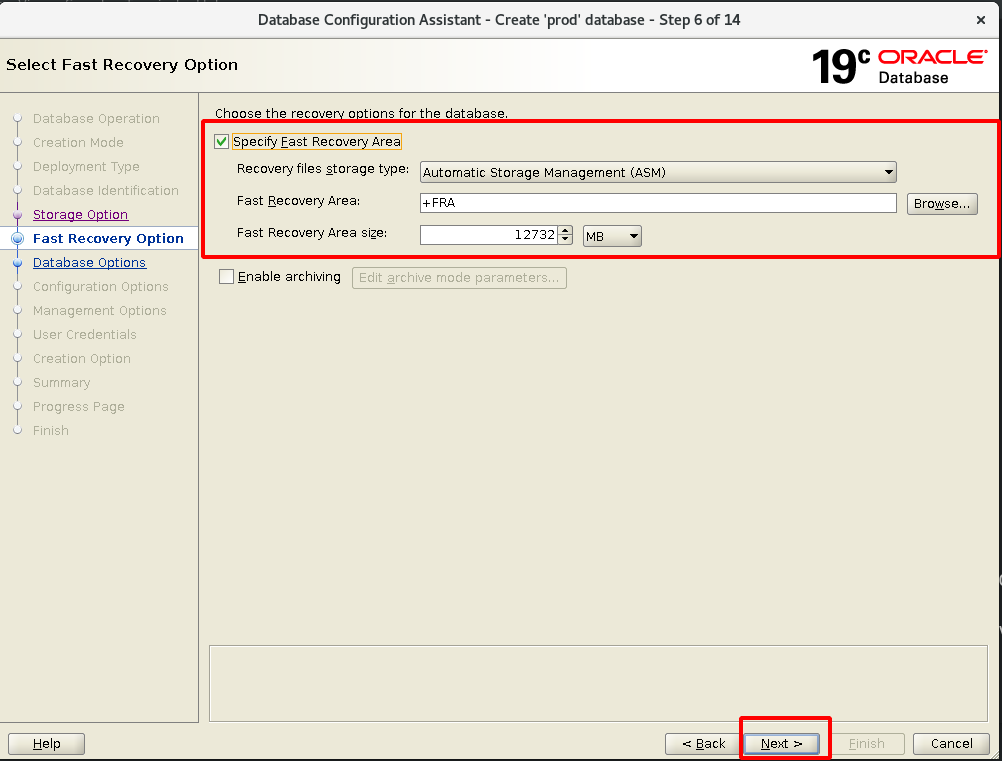 Database Configuration Assistant - Create 'prod' database - Step 6 of 14
×
Select Fast Recovery Option
19c ORACLE
Database
Database Operation
Creation Mode
Deployment Type
Database Identification
Storage Option
Fast Recovery Option
Database Options
Configuration Options
Management Options
User Credentials
Creation Option
Summary
Progress Page
Finish
Choose the recovery options for the database.
Specify Fast Recovery Area
Recovery files storage type: Automatic Storage Management (ASM)
Fast Recovery Area: +FRA Browse...
Fast Recovery Area size: 12732 MB
Enable archiving Edit archive mode parameters...
Help < Back Next > Finish Cancel